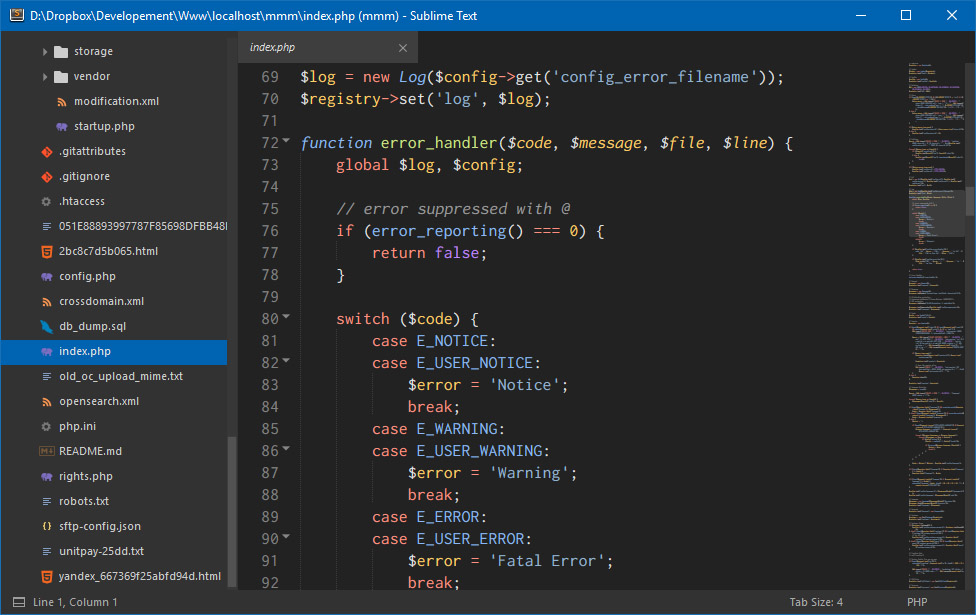 D:\Dropbox\Developement\Www\localhost\mmm\index.php (mmm) - Sublime Text
storage
vendor
modification.xml
startup.php
.gitattributes
.gitignore
.htaccess
051E88893997787F85698DFBB48
2bc8c7d5b065.html
config.php
crossdomain.xml
db_dump.sql
index.php
old_oc_upload_mime.txt
opensearch.xml
php.ini
README.md
rights.php
robots.txt
sftp-config.json
unitpay-25dd.txt
yandex_667369f25abfd94d.html
index.php
69 $log = new Log($config->get('config_error_filename'));
70 $registry->set('log', $log);
71
72 function error_handler($code, $message, $file, $line) {
73 global $log, $config;
74
75 // error suppressed with @
76 if (error_reporting() === 0) {
77 return false;
78 }
79
80 switch ($code) {
81 case E_NOTICE:
82 case E_USER_NOTICE:
83 $error = 'Notice';
84 break;
85 case E_WARNING:
86 case E_USER_WARNING:
87 $error = 'Warning';
88 break;
89 case E_ERROR:
90 case E_USER_ERROR:
91 $error = 'Fatal Error';
92 break;
Line 1, Column 1
Tab Size: 4
PHP